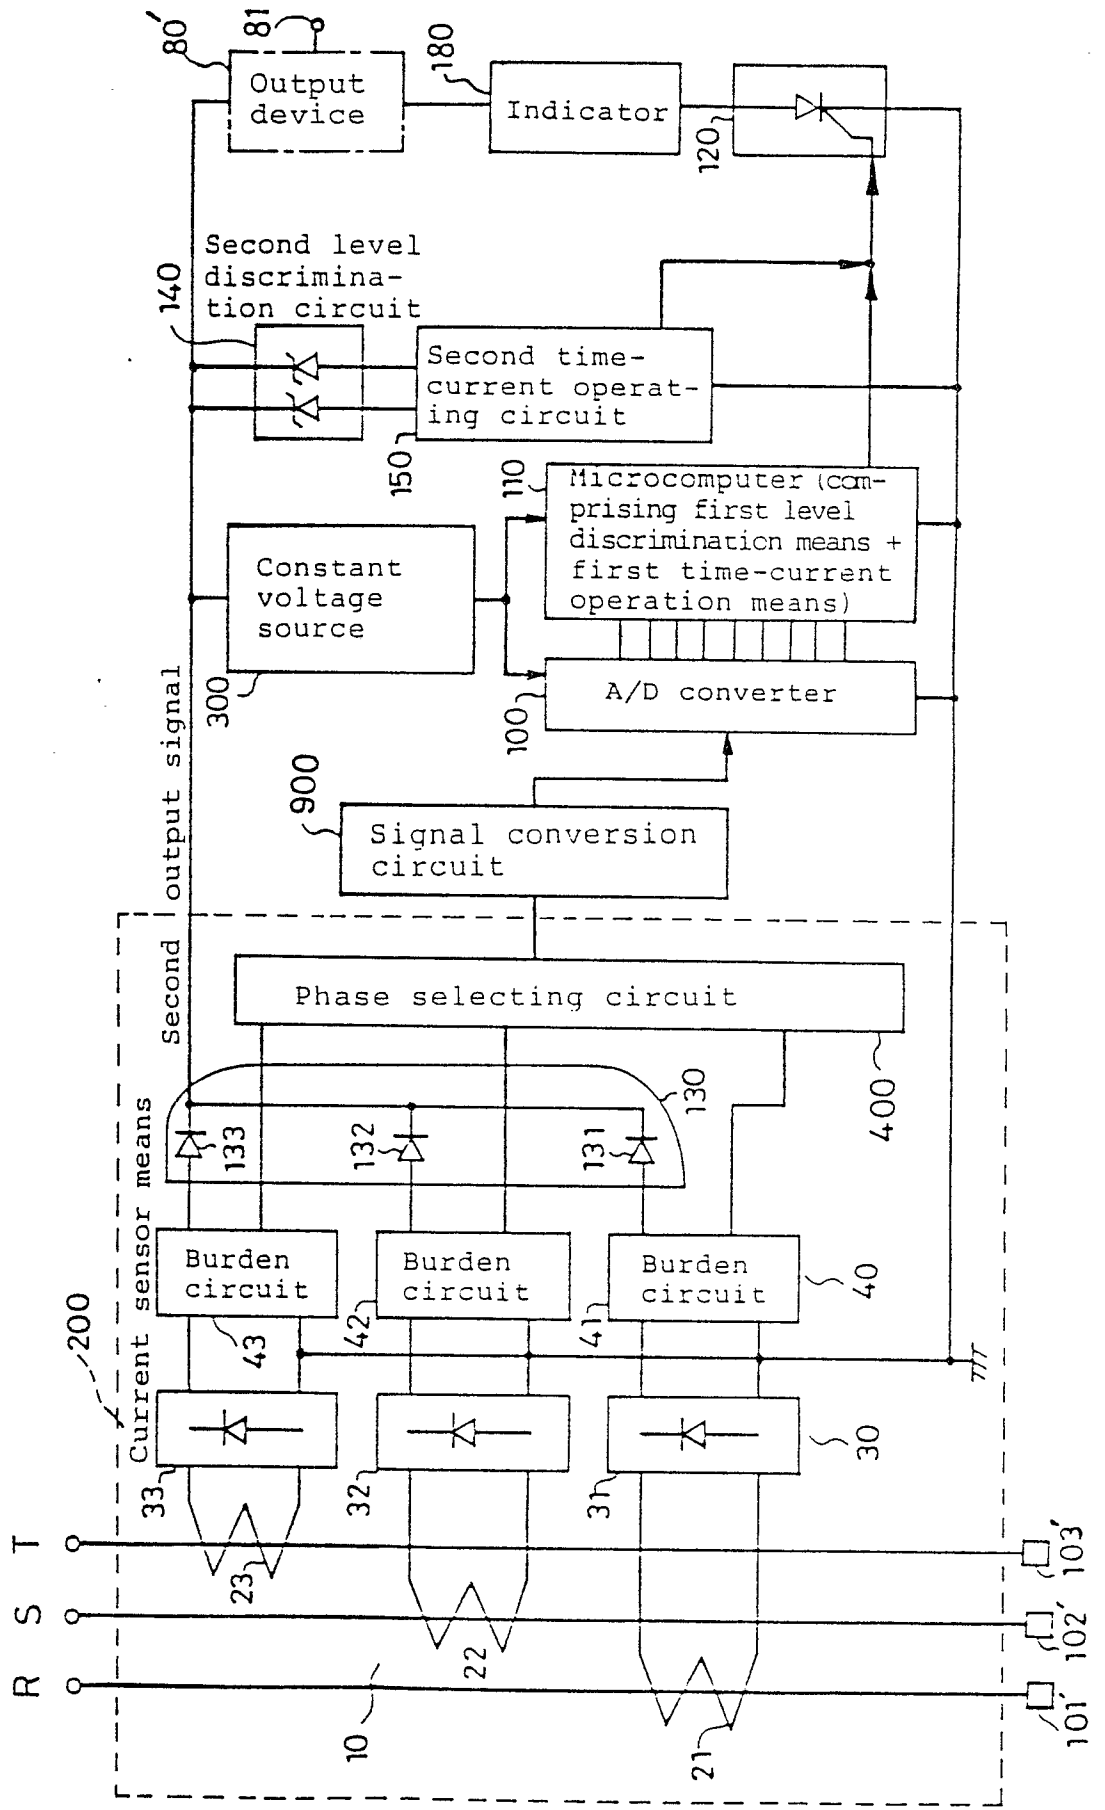 80'
81
Output
device
180
Indicator
120
Second level
discrimina-
tion circuit
140
Second time-
current operat-
ing circuit
150
110
Microcomputer (com-
prising first level
discrimination means +
first time-current
operation means)
Constant
voltage
source
300
100
A/D converter
Second output signal
900
Signal conversion
circuit
Phase selecting circuit
400
130
133
132
131
Current sensor means
200
Burden
circuit
43
Burden
circuit
42
Burden
circuit
41
40
33
32
31
30
T
S
R
23
22
21
10
103'
102'
101'